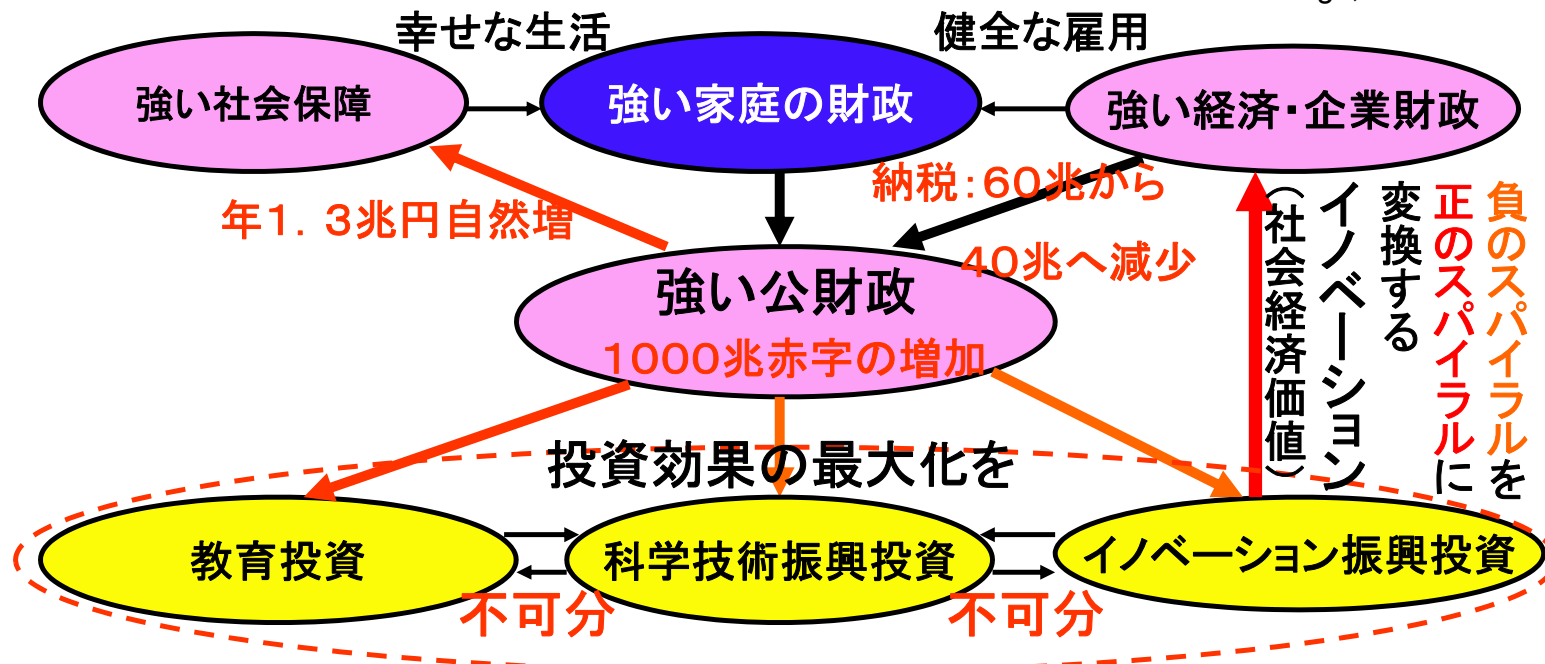 幸せな生活
健全な雇用
強い社会保障
強い家庭の財政
強い経済・企業財政
納税：６０兆から
年１．３兆円自然増
４０兆へ減少
強い公財政
１０００兆赤字の増加
負のスパイラルを
正のスパイラルに
変換する
イノベーション
（社会経済価値）
投資効果の最大化を
教育投資
科学技術振興投資
イノベーション振興投資
不可分
不可分